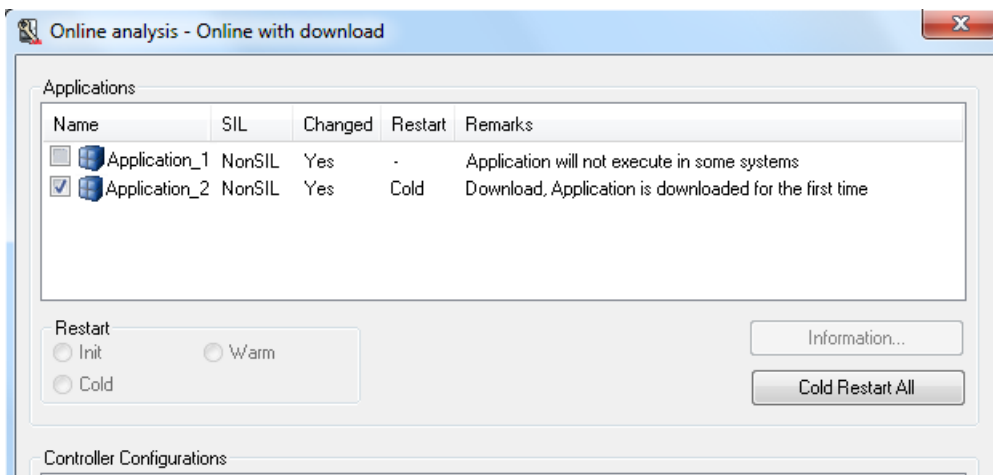 Online analysis - Online with download
Applications
Name SIL Changed Restart Remarks
Application_1 NonSIL Yes - Application will not execute in some systems
Application_2 NonSIL Yes Cold Download, Application is downloaded for the first time
Restart
Init Warm Information...
Cold Cold Restart All
Controller Configurations